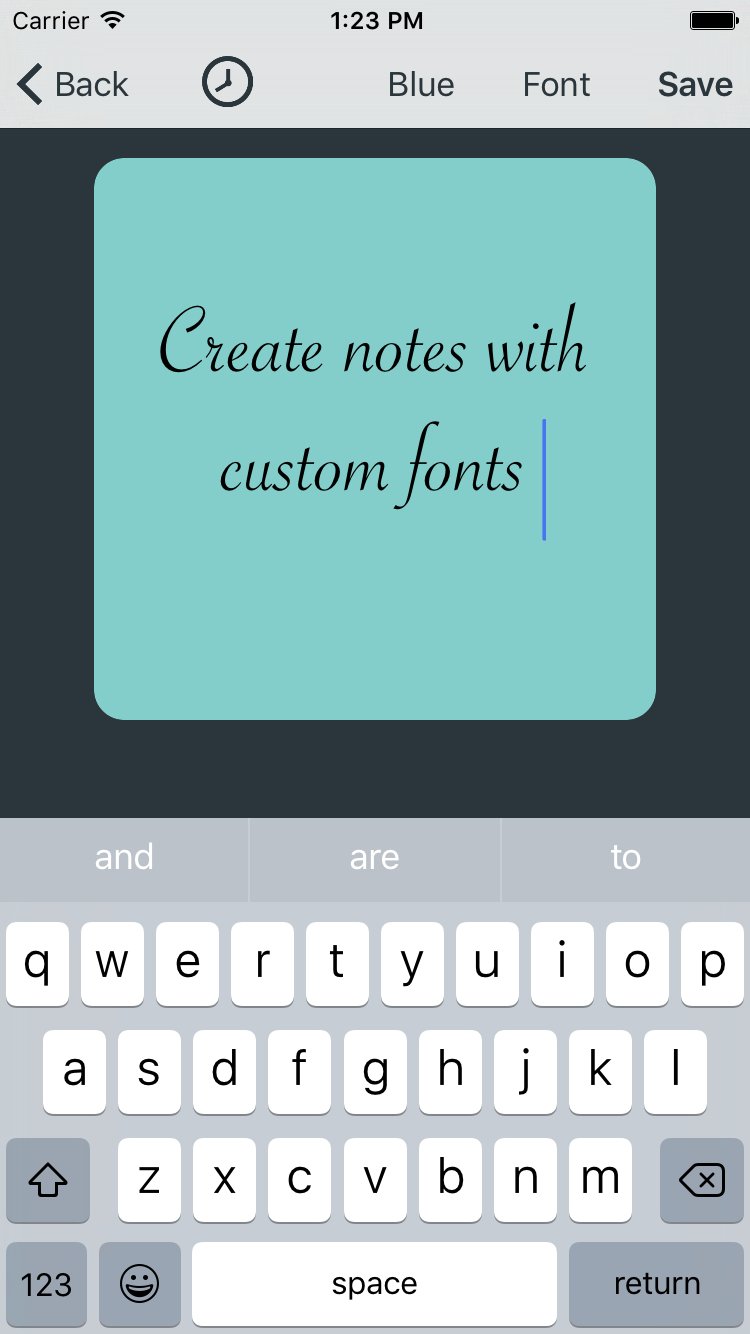 Carrier 1:23 PM
Back Blue Font Save
Create notes with
custom fonts
and are to
q w e r t y u i o p
a s d f g h j k l
z x c v b n m
123 space return